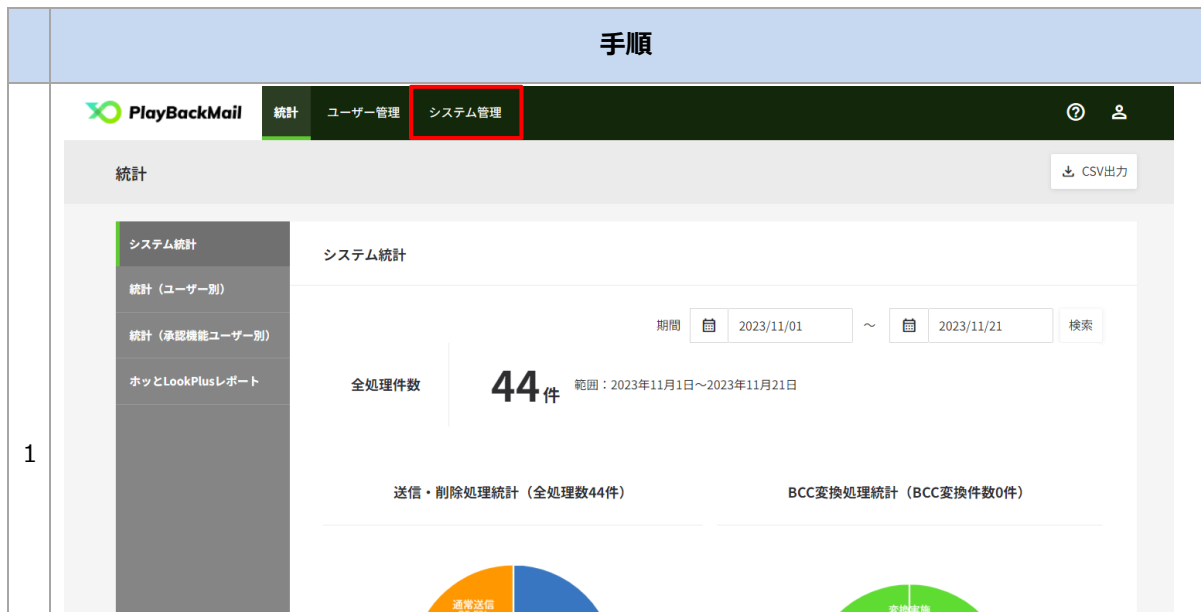 手順
1
PlayBackMail 統計 ユーザー管理 システム管理
統計 CSV出力
システム統計
統計（ユーザー別）
統計（承認機能ユーザー別）
ホッとLookPlusレポート
システム統計
期間 2023/11/01 ～ 2023/11/21 検索
全処理件数 44件 範囲：2023年11月1日～2023年11月21日
送信・削除処理統計（全処理数44件） BCC変換処理統計（BCC変換件数0件）
通常送信
変換実施